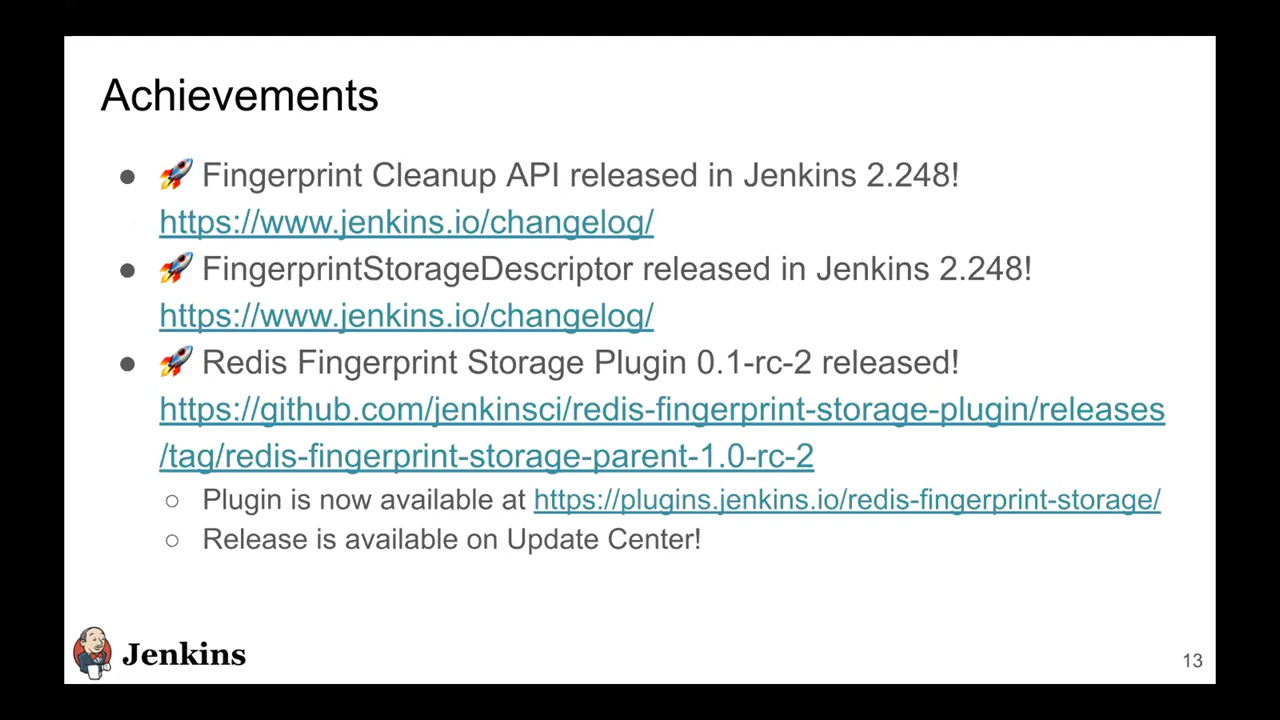 Achievements
● 🚀 Fingerprint Cleanup API released in Jenkins 2.248!
https://www.jenkins.io/changelog/
● 🚀 FingerprintStorageDescriptor released in Jenkins 2.248!
https://www.jenkins.io/changelog/
● 🚀 Redis Fingerprint Storage Plugin 0.1-rc-2 released!
https://github.com/jenkinsci/redis-fingerprint-storage-plugin/releases
/tag/redis-fingerprint-storage-parent-1.0-rc-2
○ Plugin is now available at https://plugins.jenkins.io/redis-fingerprint-storage/
○ Release is available on Update Center!
Jenkins
13